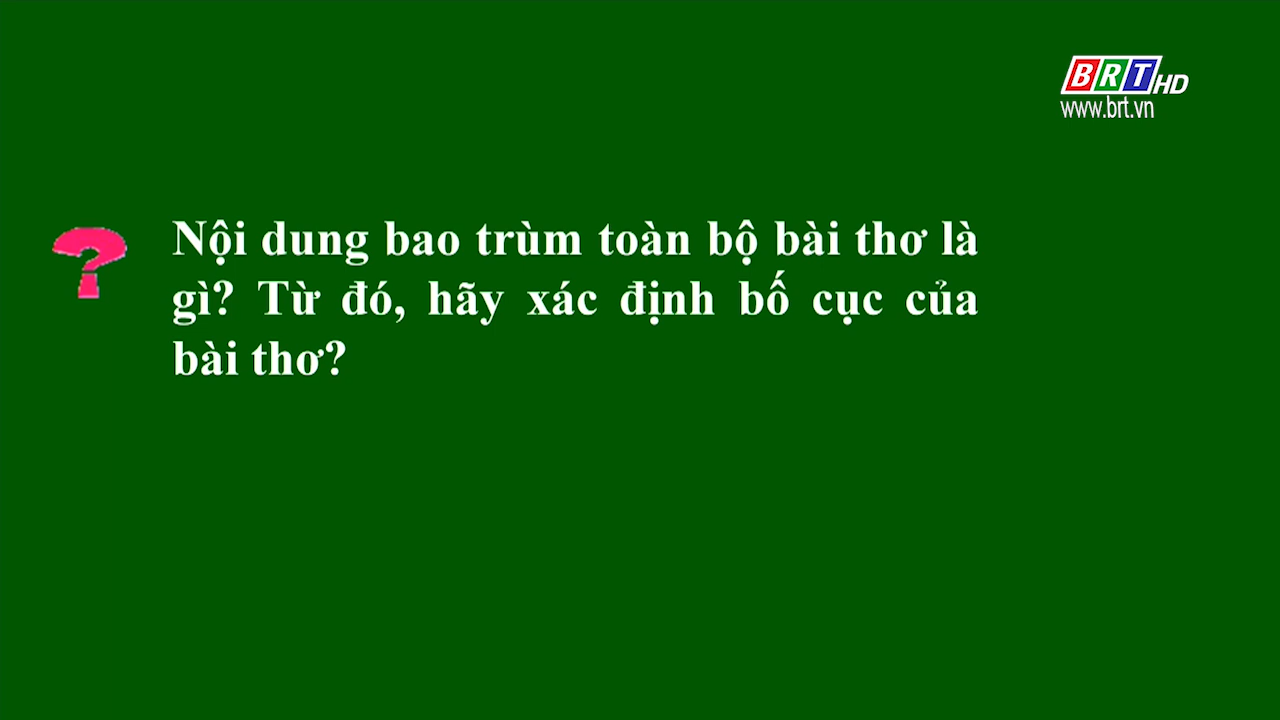 BRT HD
www.brt.vn
Nội dung bao trùm toàn bộ bài thơ là
gì? Từ đó, hãy xác định bố cục của
bài thơ?